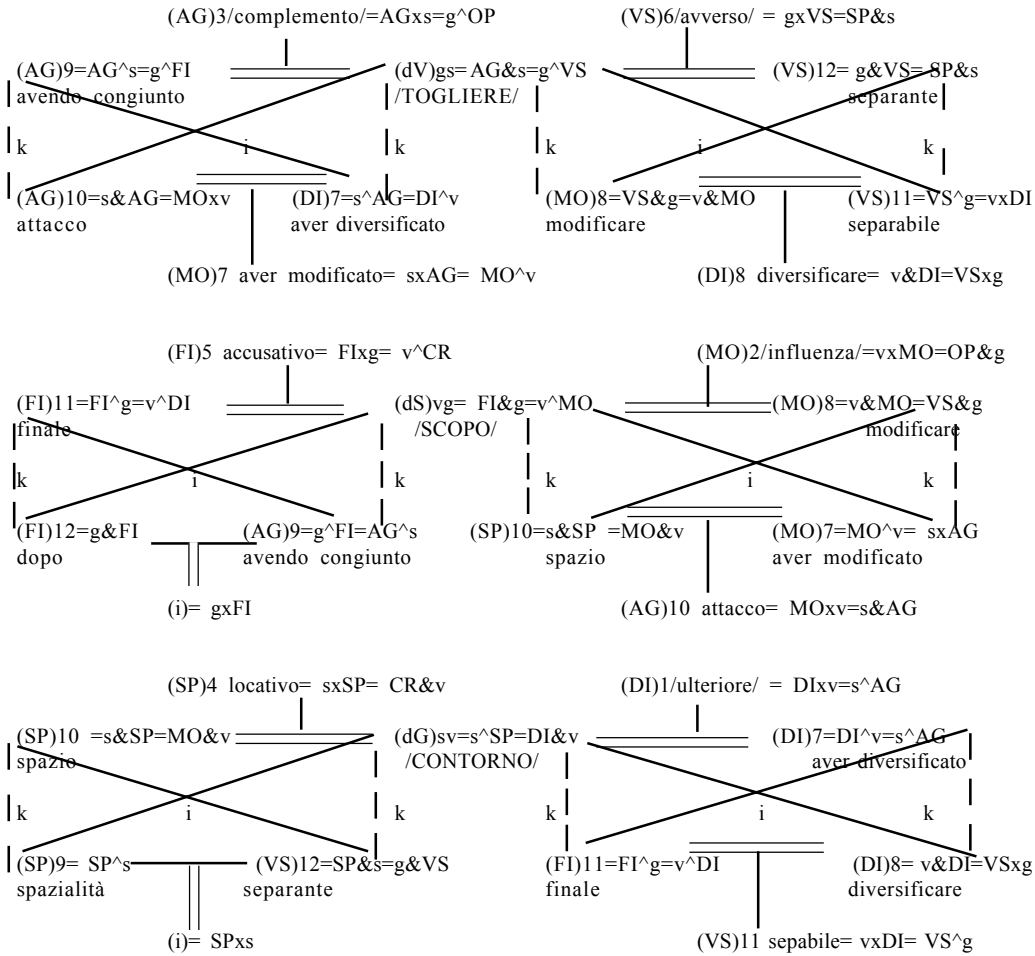 (AG)3/complemento/=AGxs=g^OP (VS)6/avverso/ = gxVS=SP&s
(AG)9=AG^s=g^FI (dV)gs= AG&s=g^VS (VS)12= g&VS= SP&s
avendo congiunto /TOGLIERE/ separante
k i k k i k
(AG)10=s&AG=MOxv (DI)7=s^AG=DI^v (MO)8=VS&g=v&MO (VS)11=VS^g=vxDI
attacco aver diversificato modificare separabile
(MO)7 aver modificato= sxAG= MO^v (DI)8 diversificare= v&DI=VSxg
(FI)5 accusativo= FIxg= v^CR (MO)2/influenza/=vxMO=OP&g
(FI)11=FI^g=v^DI (dS)vg= FI&g=v^MO (MO)8=v&MO=VS&g
finale /SCOPO/ modificare
k i k k i k
(FI)12=g&FI (AG)9=g^FI=AG^s (SP)10=s&SP =MO&v (MO)7=MO^v= sxAG
dopo avendo congiunto spazio aver modificato
(i)= gxFI (AG)10 attacco= MOxv=s&AG
(SP)4 locativo= sxSP= CR&v (DI)1/ulteriore/ = DIxv=s^AG
(SP)10 =s&SP=MO&v (dG)sv=s^SP=DI&v (DI)7=DI^v=s^AG
spazio /CONTORNO/ aver diversificato
k i k k i k
(SP)9= SP^s (VS)12=SP&s=g&VS (FI)11=FI^g=v^DI (DI)8= v&DI=VSxg
spazialità separante finale diversificare
(i)= SPxs (VS)11 sepabile= vxDI= VS^g